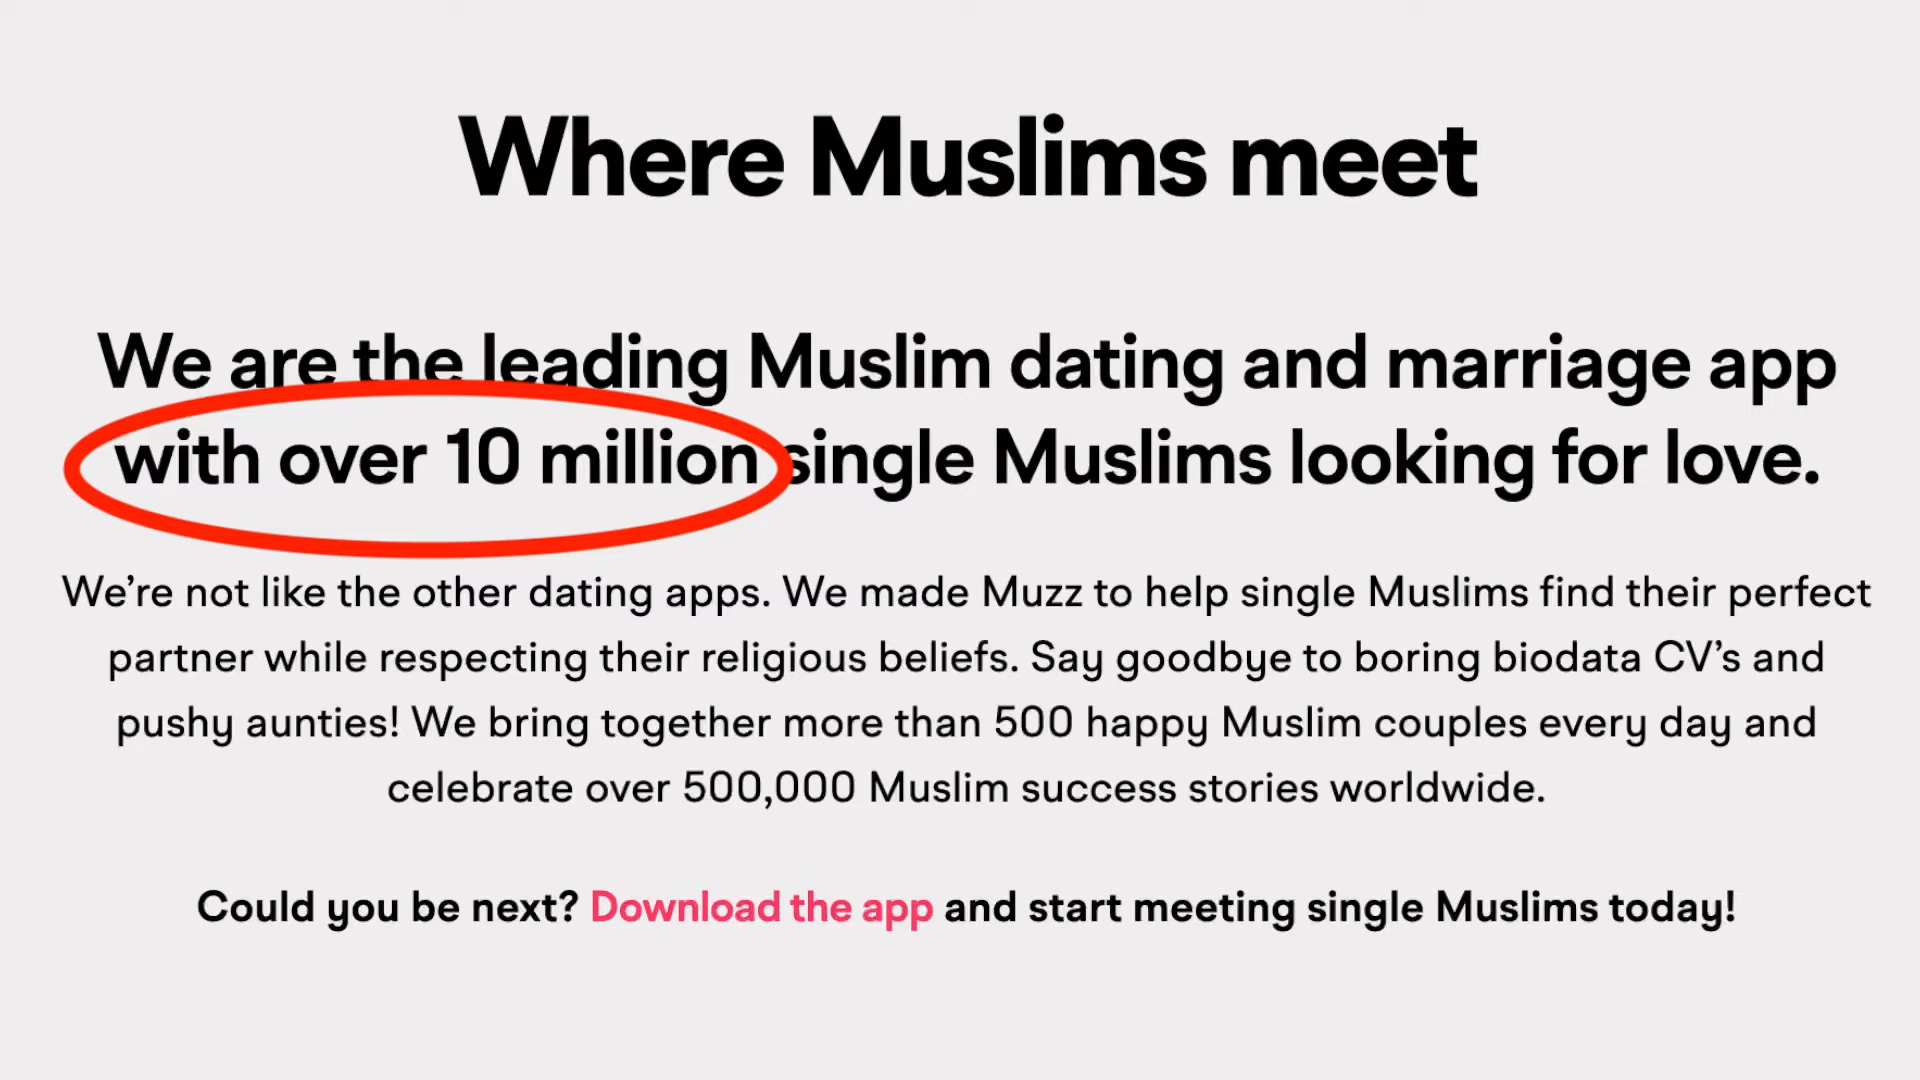 Where Muslims meet
We are the leading Muslim dating and marriage app
with over 10 million single Muslims looking for love.
We’re not like the other dating apps. We made Muzz to help single Muslims find their perfect
partner while respecting their religious beliefs. Say goodbye to boring biodata CV’s and
pushy aunties! We bring together more than 500 happy Muslim couples every day and
celebrate over 500,000 Muslim success stories worldwide.
Could you be next? Download the app and start meeting single Muslims today!